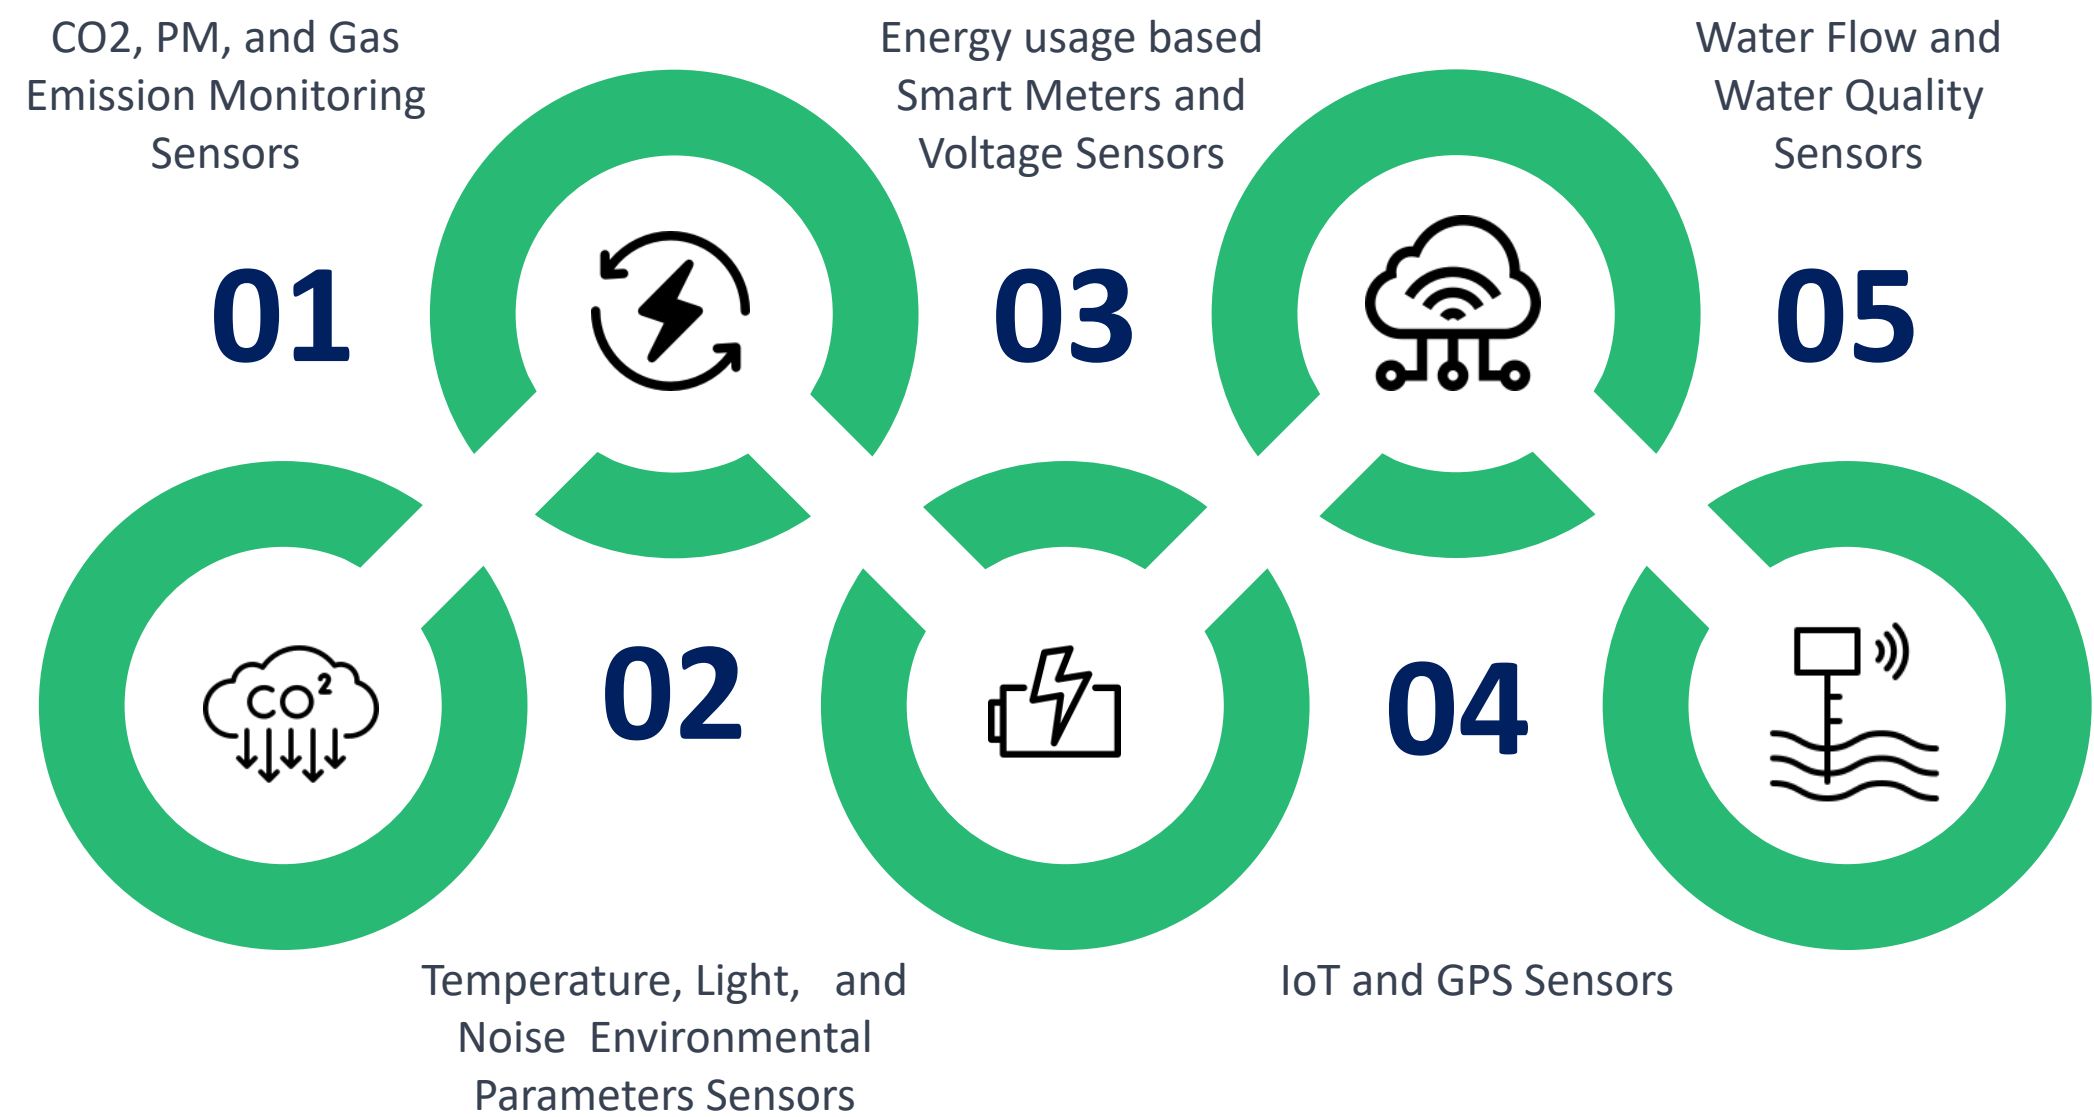 CO2, PM, and Gas
Emission Monitoring
Sensors
01
CO²
Temperature, Light, and
Noise Environmental
Parameters Sensors
02
Energy usage based
Smart Meters and
Voltage Sensors
03
IoT and GPS Sensors
04
Water Flow and
Water Quality
Sensors
05